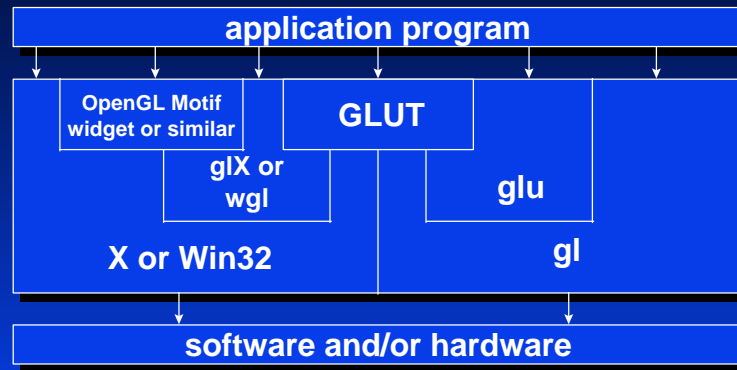 application program
OpenGL Motif
widget or similar
GLUT
glX or
wgl
glu
X or Win32
gl
software and/or hardware